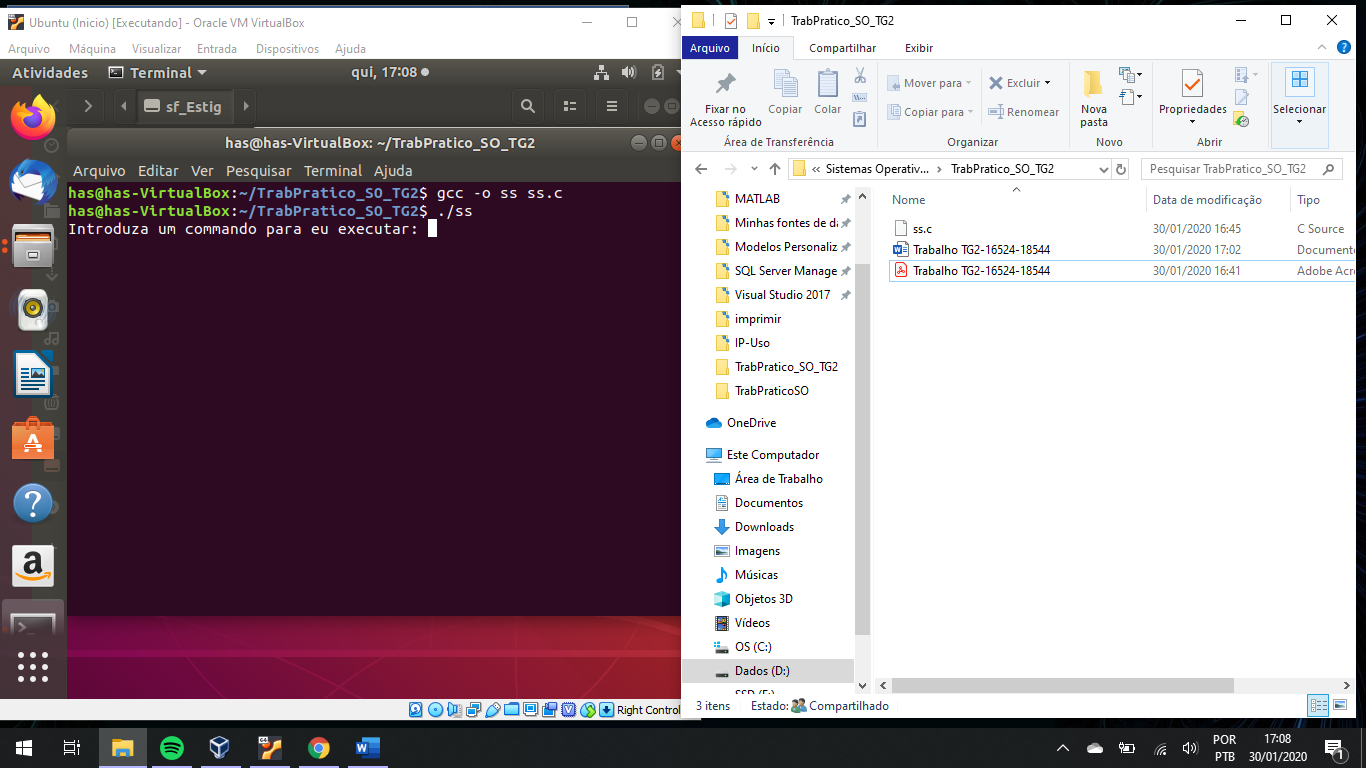 Ubuntu (Inicio) [Executando] - Oracle VM VirtualBox
Arquivo Máquina Visualizar Entrada Dispositivos Ajuda
Atividades Terminal qui, 17:08
sf_Estig
has@has-VirtualBox: ~/TrabPratico_SO_TG2
Arquivo Editar Ver Pesquisar Terminal Ajuda
has@has-VirtualBox:~/TrabPratico_SO_TG2$ gcc -o ss ss.c
has@has-VirtualBox:~/TrabPratico_SO_TG2$ ./ss
Introduza um commando para eu executar:
Right Control
TrabPratico_SO_TG2
Arquivo Início Compartilhar Exibir
Fixar no
Acesso rápido
Copiar
Colar
Área de Transferência
Mover para
Copiar para
Excluir
Renomear
Organizar
Nova
pasta
Novo
Propriedades
Abrir
Selecionar
« Sistemas Operativ... TrabPratico_SO_TG2
Pesquisar TrabPratico_SO_TG2
MATLAB
Minhas fontes de da
Modelos Personaliz
SQL Server Manage
Visual Studio 2017
imprimir
IP-Uso
TrabPratico_SO_TG2
TrabPraticoSO
OneDrive
Este Computador
Área de Trabalho
Documentos
Downloads
Imagens
Músicas
Objetos 3D
Vídeos
OS (C:)
Dados (D:)
Nome Data de modificação Tipo
ss.c 30/01/2020 16:45 C Source
Trabalho TG2-16524-18544 30/01/2020 17:02 Documento
Trabalho TG2-16524-18544 30/01/2020 16:41 Adobe Acro
3 itens Estado: Compartilhado
64
POR
PTB
17:08
30/01/2020
1